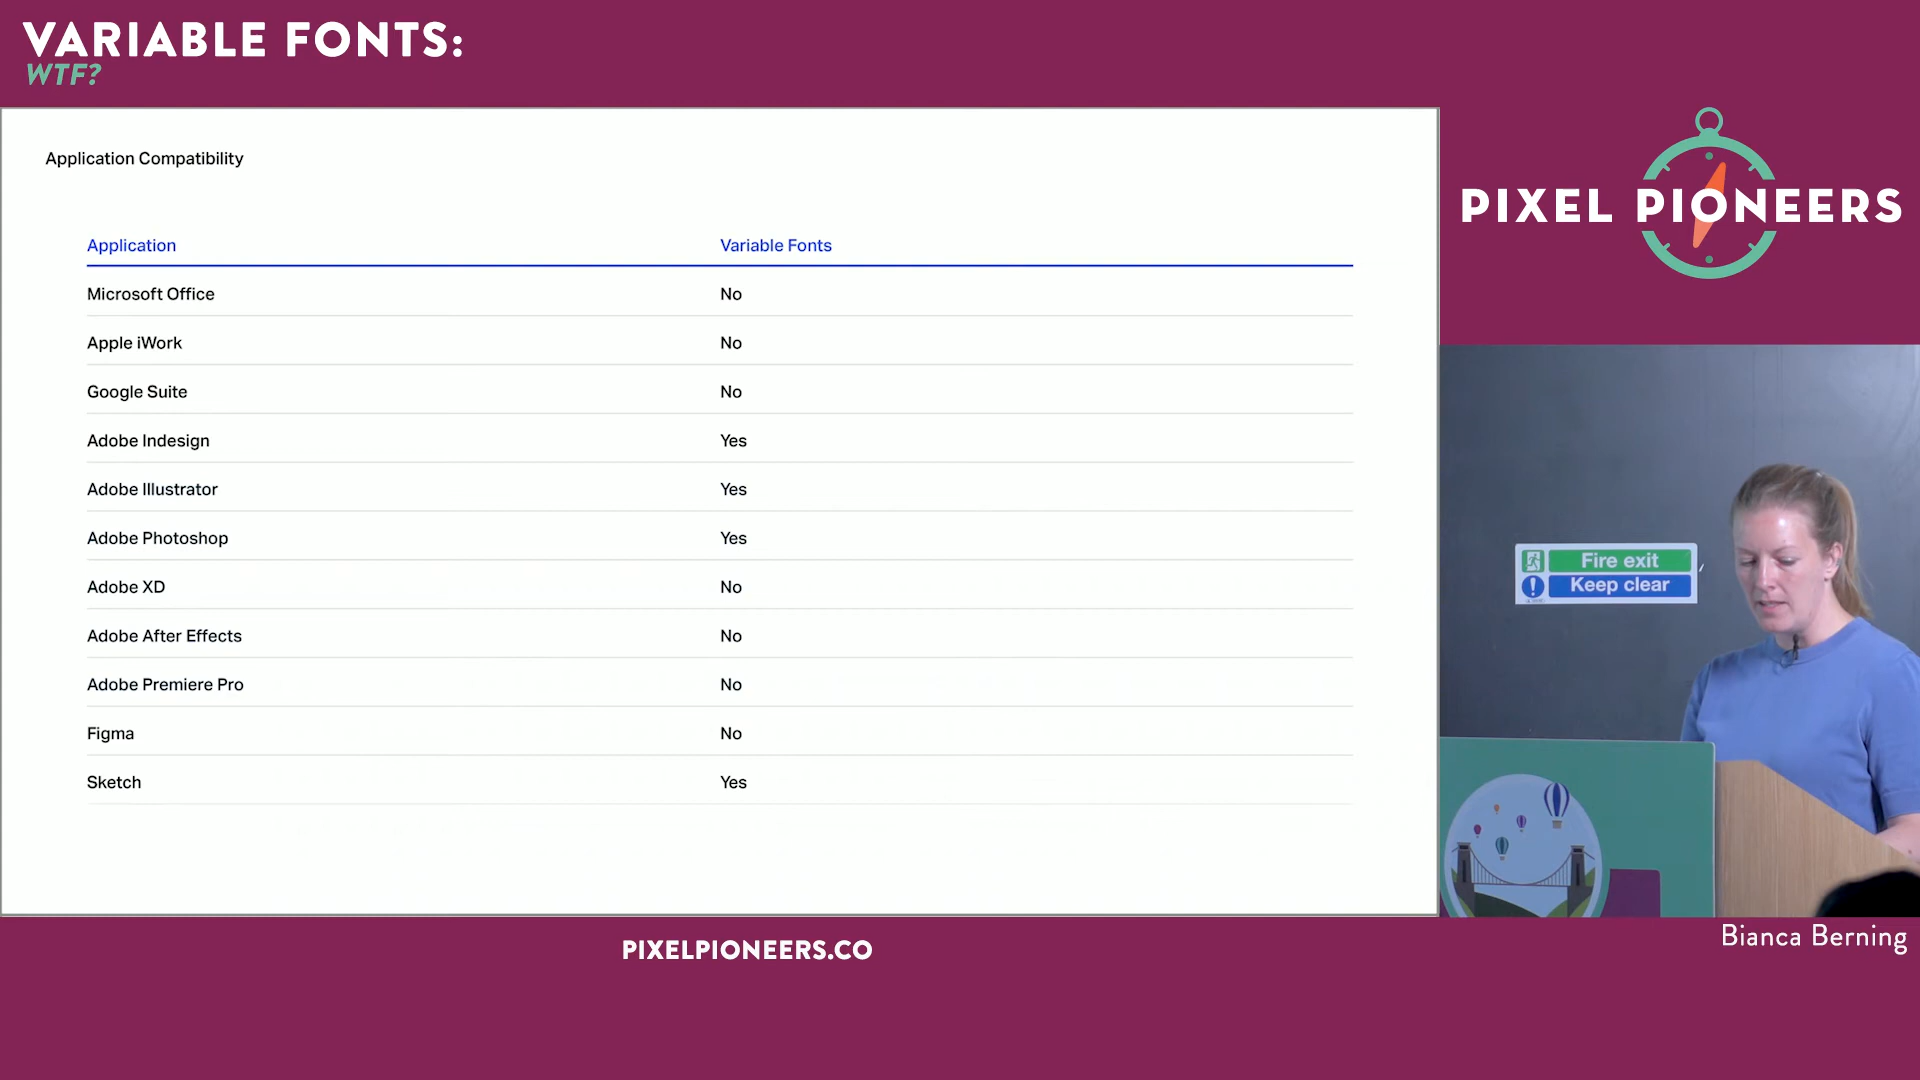 VARIABLE FONTS:
WTF?
Application Compatibility
Application Variable Fonts
Microsoft Office No
Apple iWork No
Google Suite No
Adobe Indesign Yes
Adobe Illustrator Yes
Adobe Photoshop Yes
Adobe XD No
Adobe After Effects No
Adobe Premiere Pro No
Figma No
Sketch Yes
PIXEL PIONEERS
Fire exit
Keep clear
Bianca Berning
PIXELPIONEERS.CO